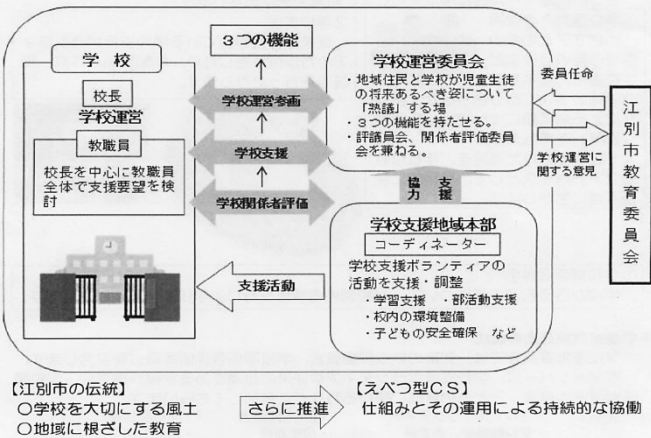 3つの機能
学校
校長
学校運営
教職員
校長を中心に教職員
全体で支援要望を検
討
学校運営参画
学校支援
学校関係者評価
支援活動
学校運営委員会
・地域住民と学校が児童生徒
の将来あるべき姿について
「熟議」する場
・3つの機能を持たせる。
・評議員会、関係者評価委員
会を兼ねる。
協力
支援
学校支援地域本部
コーディネーター
学校支援ボランティアの
活動を支援・調整
・学習支援 ・部活動支援
・校内の環境整備
・子どもの安全確保 など
委員任命
学校運営に
関する意見
江別市教育委員会
【江別市の伝統】
○学校を大切にする風土
○地域に根ざした教育
さらに推進
【えべつ型CS】
仕組みとその運用による持続的な協働